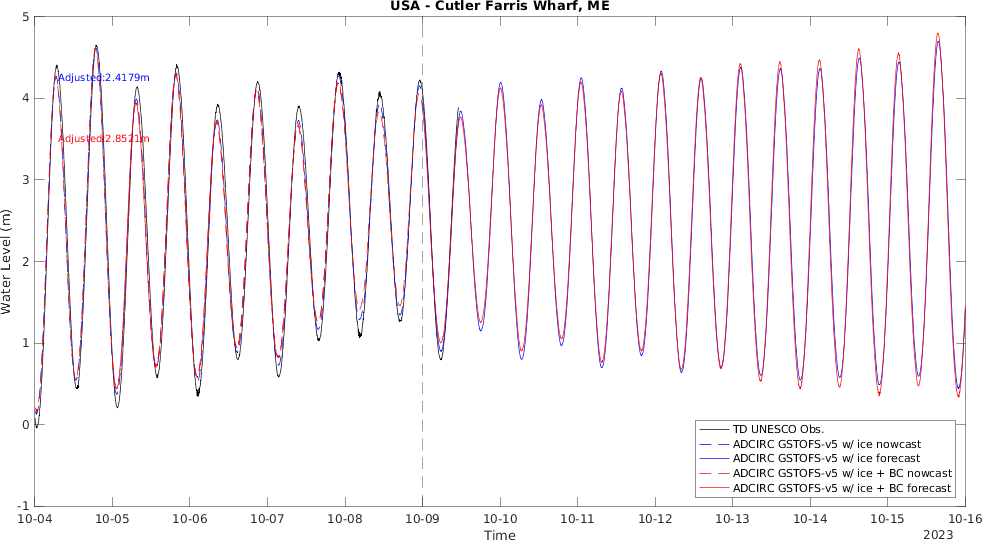 USA - Cutler Farris Wharf, ME
5
4
3
2
1
0
-1
Water Level (m)
Adjusted:2.4179m
Adjusted:2.8521m
TD UNESCO Obs.
ADCIRC GSTOFS-v5 w/ ice nowcast
ADCIRC GSTOFS-v5 w/ ice forecast
ADCIRC GSTOFS-v5 w/ ice + BC nowcast
ADCIRC GSTOFS-v5 w/ ice + BC forecast
10-04 10-05 10-06 10-07 10-08 10-09 10-10 10-11 10-12 10-13 10-14 10-15 10-16
Time
2023